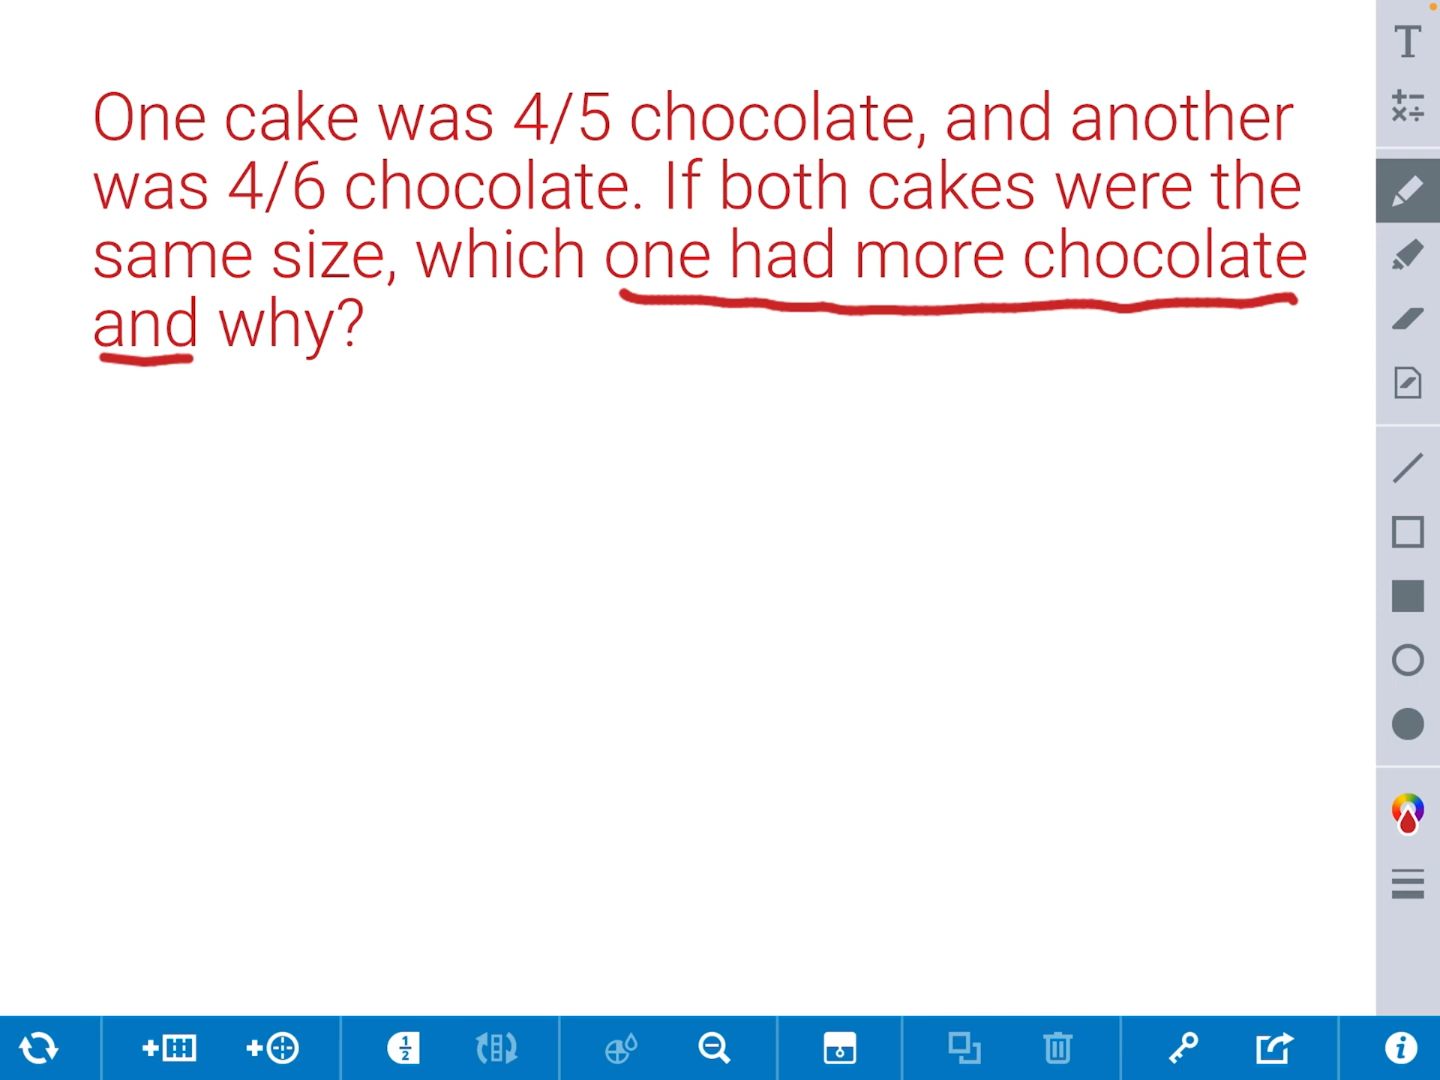 One cake was 4/5 chocolate, and another
was 4/6 chocolate. If both cakes were the
same size, which one had more chocolate
and why?